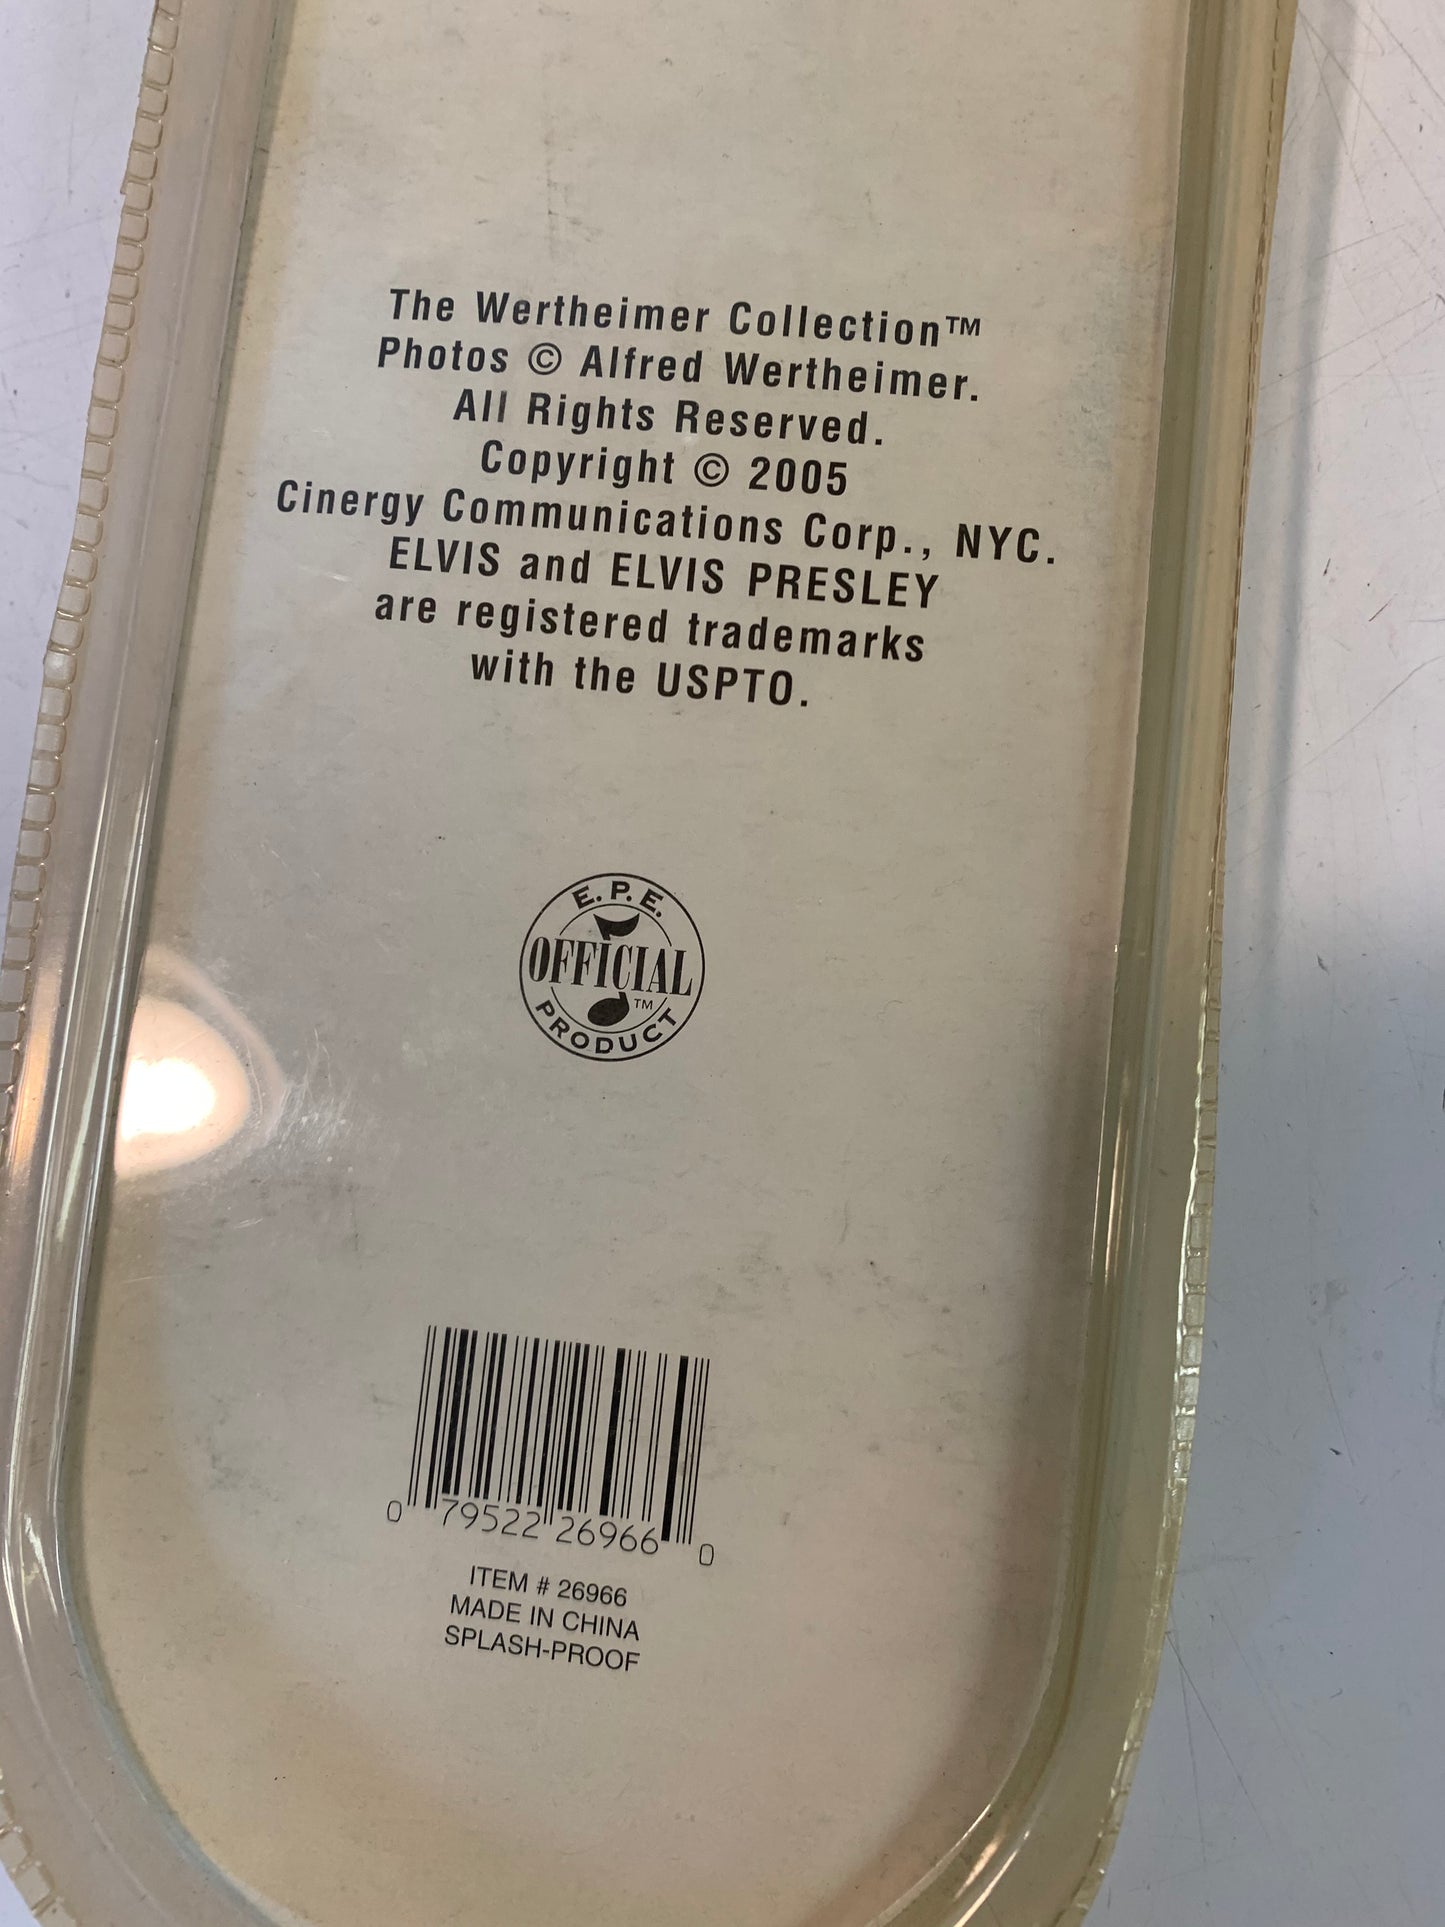 The Wertheimer Collection™
Photos © Alfred Wertheimer.
All Rights Reserved.
Copyright © 2005
Cinergy Communications Corp., NYC.
ELVIS and ELVIS PRESLEY
are registered trademarks
with the USPTO.
E.P.E.
OFFICIAL
™
PRODUCT
0 79522 26966 0
ITEM # 26966
MADE IN CHINA
SPLASH-PROOF